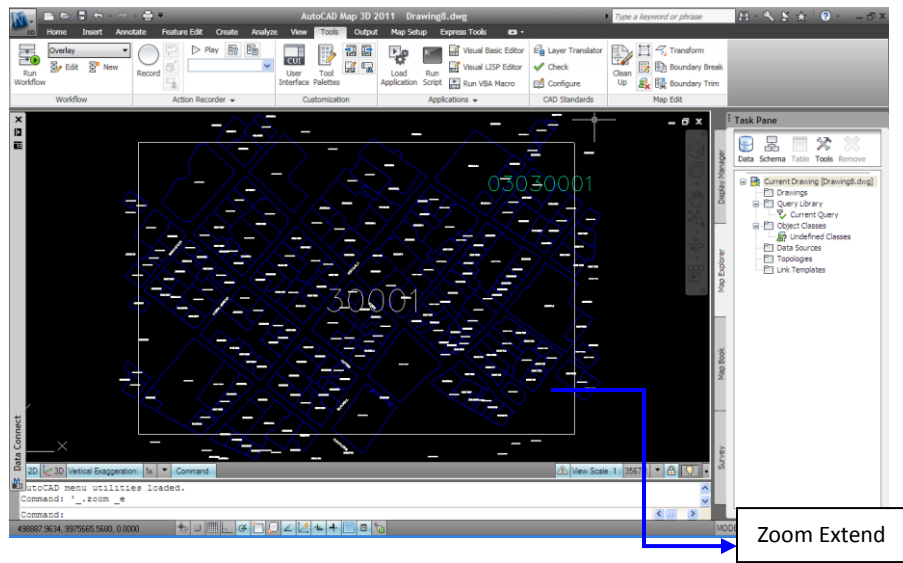 AutoCAD Map 3D 2011 Drawing8.dwg
Type a keyword or phrase
Home Insert Annotate Feature Edit Create Analyze View Tools Output Map Setup Express Tools
Overlay
Edit New
Run Workflow
Workflow
Record
Play
Action Recorder
CUI
User Interface
Tool Palettes
Customization
Load Application
Run Script
Visual Basic Editor
Visual LISP Editor
Run VBA Macro
Applications
Layer Translator
Check
Configure
CAD Standards
Clean Up
Transform
Boundary Break
Boundary Trim
Map Edit
03030001
30001
X
Data Connect
Task Pane
Data Schema Table Tools Remove
Current Drawing [Drawing8.dwg]
Drawings
Query Library
Current Query
Object Classes
Undefined Classes
Data Sources
Topologies
Link Templates
Display Manager
Map Explorer
Map Book
Survey
2D 3D Vertical Exaggeration: 1x Command
View Scale 1 : 3567
AutoCAD menu utilities loaded.
Command: '_.zoom _e
Command:
498887.9634, 9975665.5680, 0.0000
MODE
Zoom Extend